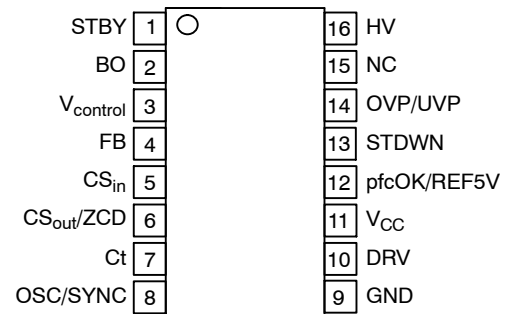 STBY 1 16 HV
BO 2 15 NC
Vcontrol 3 14 OVP/UVP
FB 4 13 STDWN
CSin 5 12 pfcOK/REF5V
CSout/ZCD 6 11 VCC
Ct 7 10 DRV
OSC/SYNC 8 9 GND